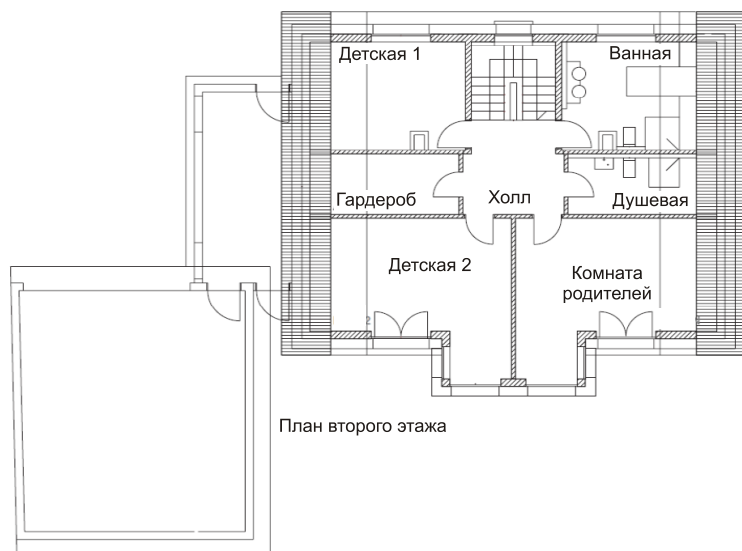 Детская 1
Ванная
Гардероб
Холл
Душевая
Детская 2
Комната
родителей
План второго этажа